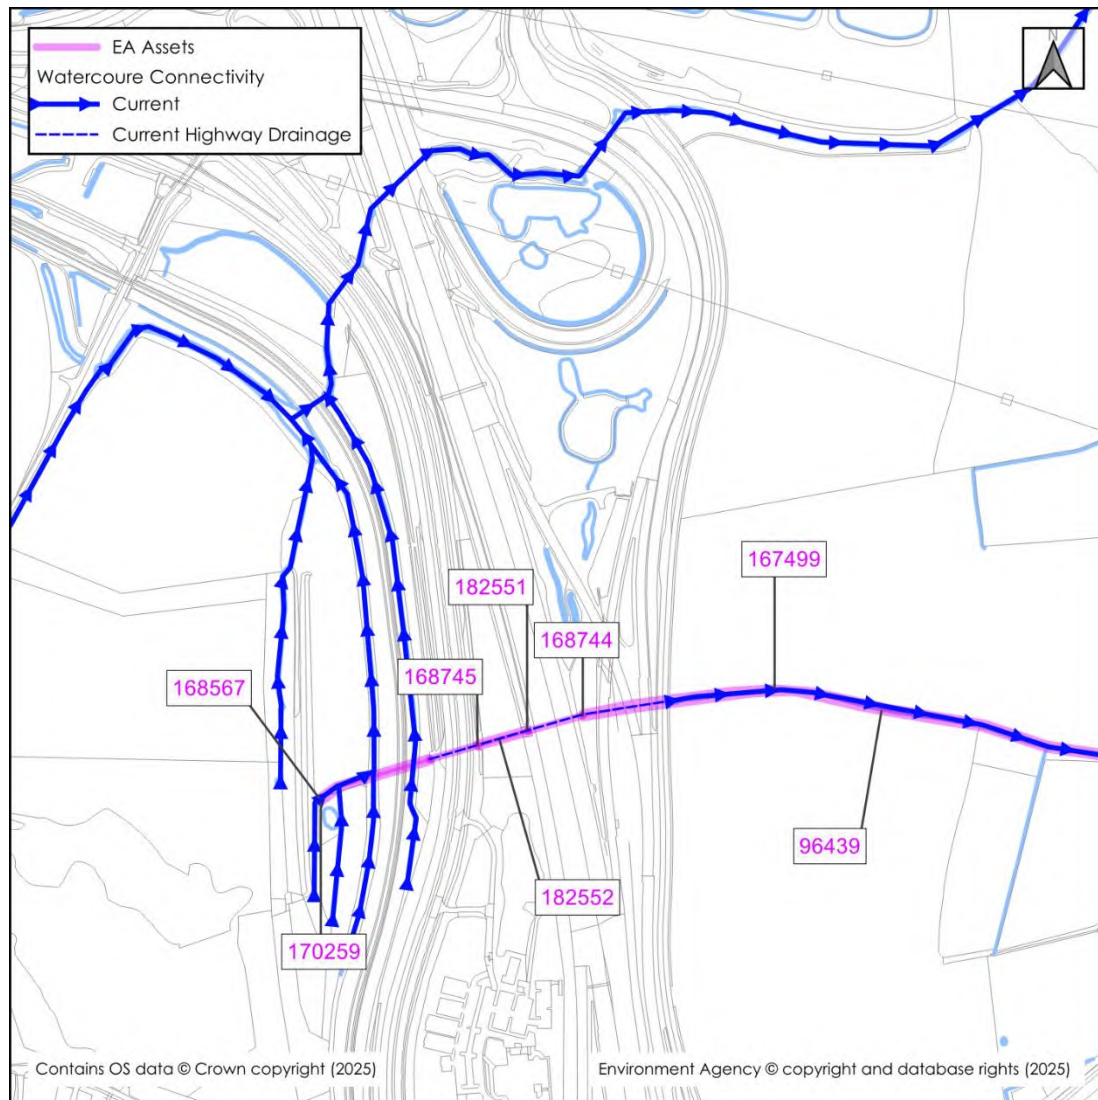 EA Assets
Watercoure Connectivity
Current
Current Highway Drainage
N
167499
182551
168744
168745
168567
96439
182552
170259
Contains OS data © Crown copyright (2025)
Environment Agency © copyright and database rights (2025)